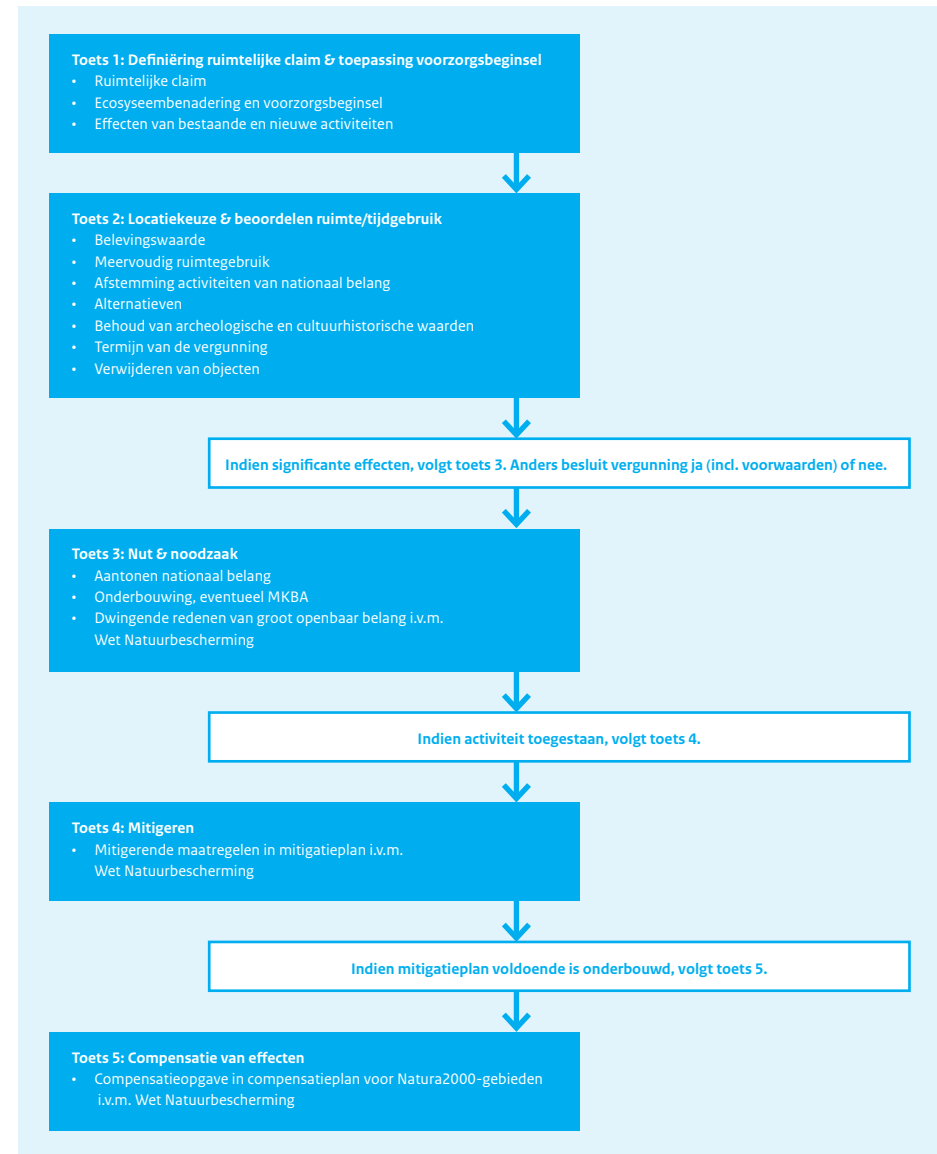 Toets 1: Definiëring ruimtelijke claim & toepassing voorzorgsbeginsel
• Ruimtelijke claim
• Ecosyseembenadering en voorzorgsbeginsel
• Effecten van bestaande en nieuwe activiteiten
Toets 2: Locatiekeuze & beoordelen ruimte/tijdgebruik
• Belevingswaarde
• Meervoudig ruimtegebruik
• Afstemming activiteiten van nationaal belang
• Alternatieven
• Behoud van archeologische en cultuurhistorische waarden
• Termijn van de vergunning
• Verwijderen van objecten
Indien significante effecten, volgt toets 3. Anders besluit vergunning ja (incl. voorwaarden) of nee.
Toets 3: Nut & noodzaak
• Aantonen nationaal belang
• Onderbouwing, eventueel MKBA
• Dwingende redenen van groot openbaar belang i.v.m.
Wet Natuurbescherming
Indien activiteit toegestaan, volgt toets 4.
Toets 4: Mitigeren
• Mitigerende maatregelen in mitigatieplan i.v.m.
Wet Natuurbescherming
Indien mitigatieplan voldoende is onderbouwd, volgt toets 5.
Toets 5: Compensatie van effecten
• Compensatieopgave in compensatieplan voor Natura2000-gebieden
i.v.m. Wet Natuurbescherming